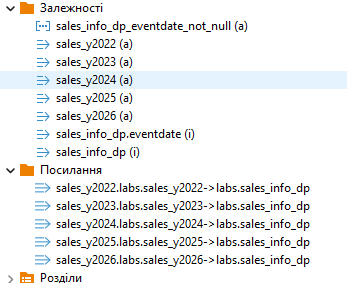 Залежності
sales_info_dp_eventdate_not_null (a)
sales_y2022 (a)
sales_y2023 (a)
sales_y2024 (a)
sales_y2025 (a)
sales_y2026 (a)
sales_info_dp.eventdate (i)
sales_info_dp (i)
Посилання
sales_y2022.labs.sales_y2022->labs.sales_info_dp
sales_y2023.labs.sales_y2023->labs.sales_info_dp
sales_y2024.labs.sales_y2024->labs.sales_info_dp
sales_y2025.labs.sales_y2025->labs.sales_info_dp
sales_y2026.labs.sales_y2026->labs.sales_info_dp
Розділи